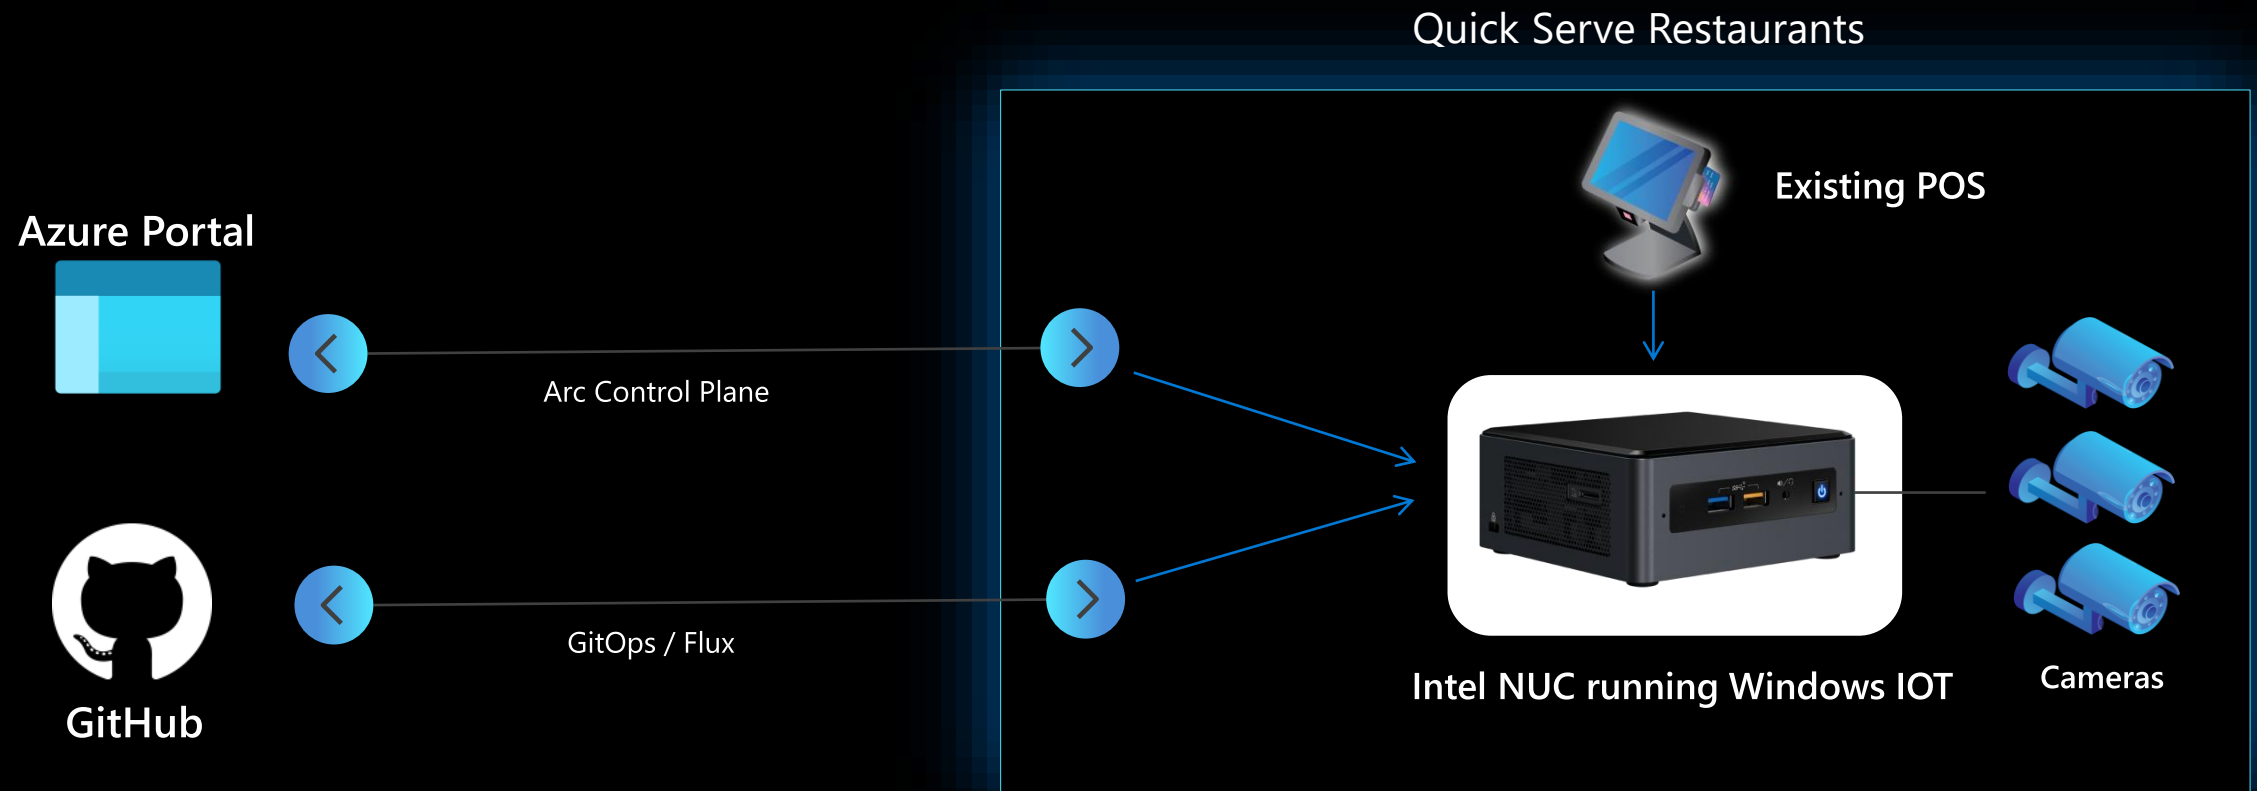 Quick Serve Restaurants
Existing POS
Azure Portal
Arc Control Plane
GitOps / Flux
GitHub
Intel NUC running Windows IOT
Cameras